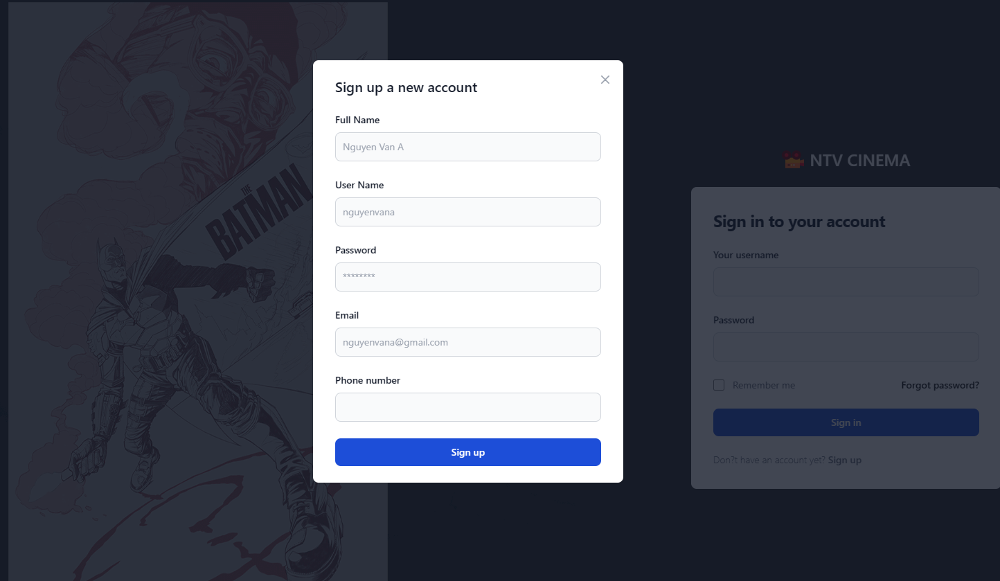 Sign up a new account
Full Name
Nguyen Van A
User Name
nguyenvana
Password
********
Email
nguyenvana@gmail.com
Phone number
Sign up
THE
BATMAN
NTV CINEMA
Sign in to your account
Your username
Password
Remember me
Forgot password?
Sign in
Don?t have an account yet? Sign up